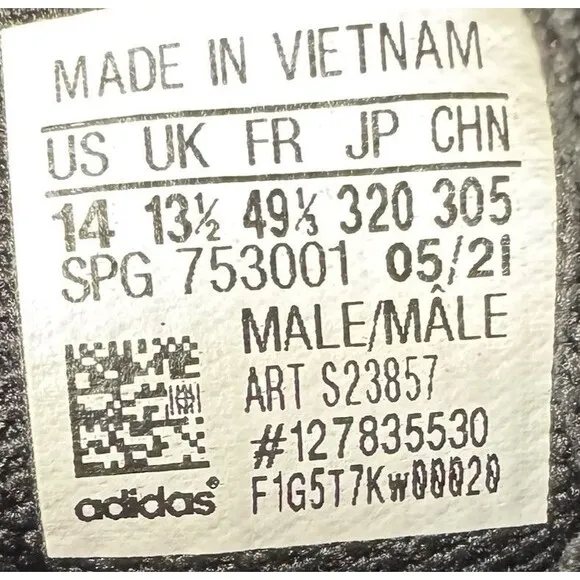 MADE IN VIETNAM
US UK FR JP CHN
14 13½ 49⅓ 320 305
SPG 753001 05/21
MALE/MÂLE
ART S23857
#127835530
adidas® F1G5T7KW00020